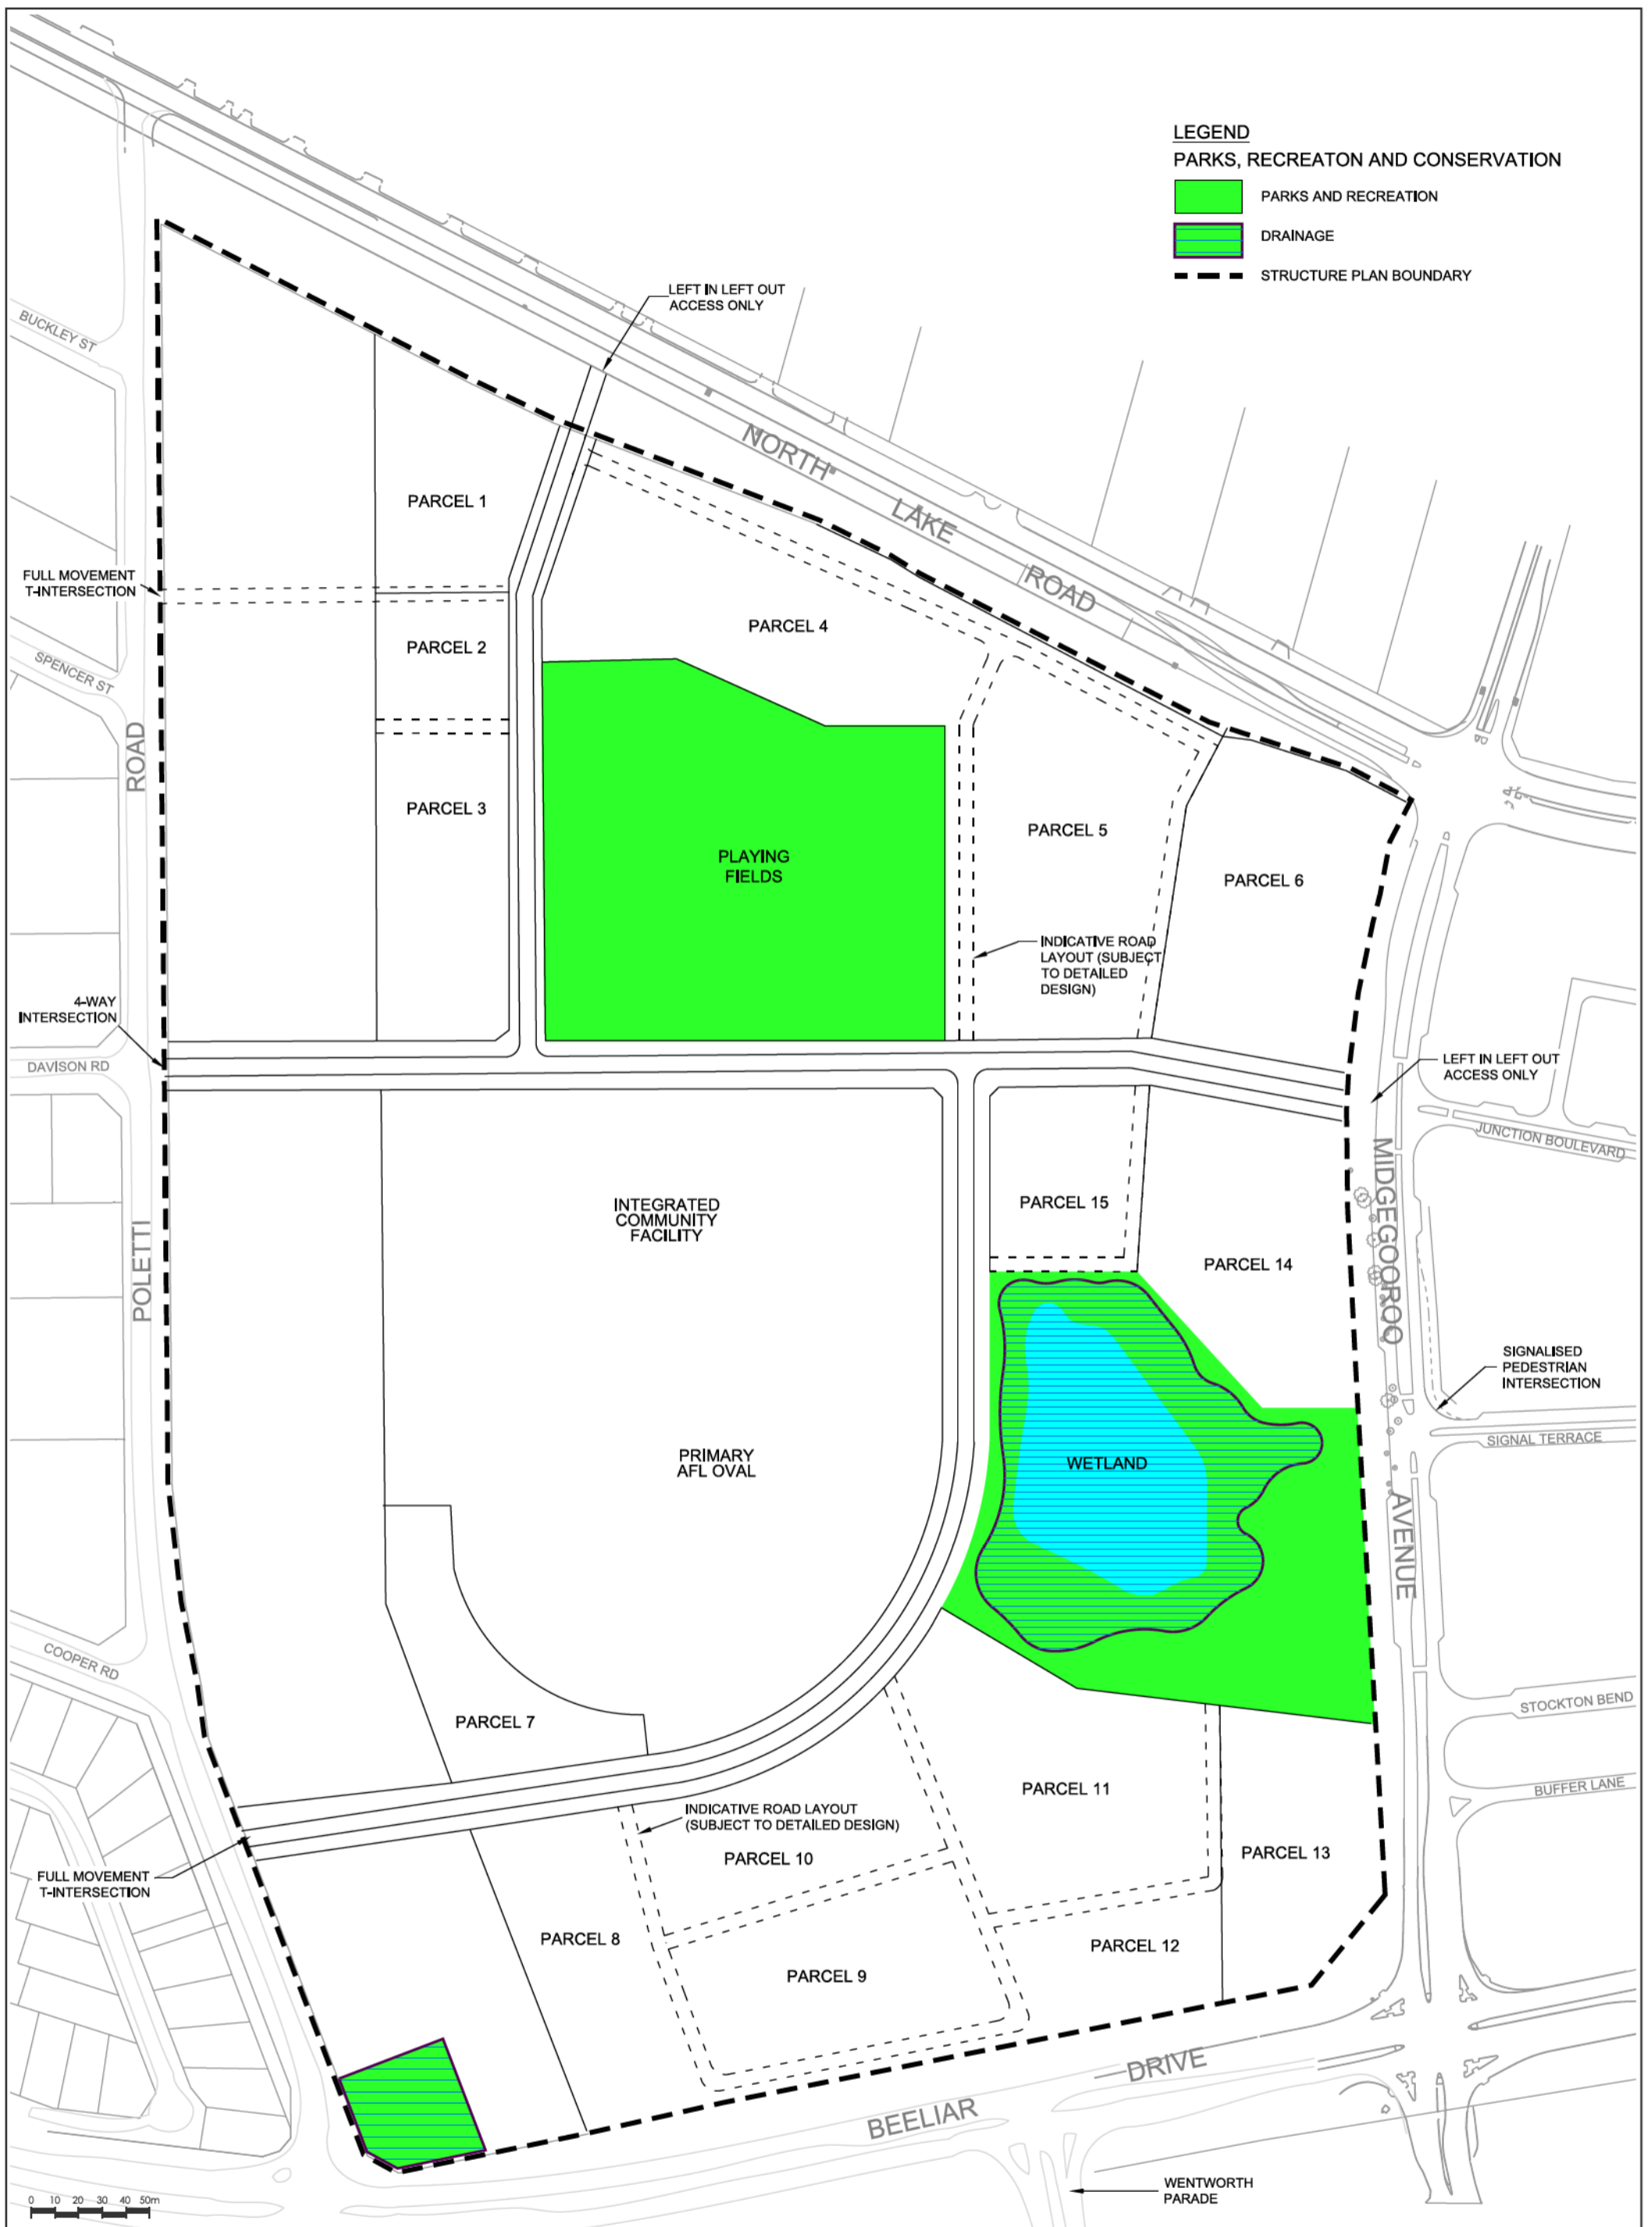 LEGEND
PARKS, RECREATON AND CONSERVATION
PARKS AND RECREATION
DRAINAGE
STRUCTURE PLAN BOUNDARY
LEFT IN LEFT OUT
ACCESS ONLY
BUCKLEY ST
NORTH LAKE ROAD
PARCEL 1
FULL MOVEMENT
T-INTERSECTION
PARCEL 2
PARCEL 4
SPENCER ST
POLETTI ROAD
PARCEL 3
PLAYING
FIELDS
PARCEL 5
PARCEL 6
INDICATIVE ROAD
LAYOUT (SUBJECT
TO DETAILED
DESIGN)
4-WAY
INTERSECTION
DAVISON RD
LEFT IN LEFT OUT
ACCESS ONLY
JUNCTION BOULEVARD
MIDGEGOOROO AVENUE
INTEGRATED
COMMUNITY
FACILITY
PARCEL 15
PARCEL 14
SIGNALISED
PEDESTRIAN
INTERSECTION
SIGNAL TERRACE
PRIMARY
AFL OVAL
WETLAND
COOPER RD
STOCKTON BEND
PARCEL 7
BUFFER LANE
PARCEL 11
INDICATIVE ROAD LAYOUT
(SUBJECT TO DETAILED DESIGN)
PARCEL 10
PARCEL 13
FULL MOVEMENT
T-INTERSECTION
PARCEL 8
PARCEL 12
PARCEL 9
BEELIAR DRIVE
WENTWORTH
PARADE
0 10 20 30 40 50m